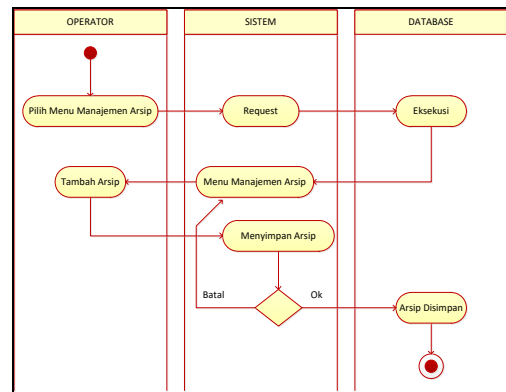 OPERATOR
SISTEM
DATABASE
Pilih Menu Manajemen Arsip
Request
Eksekusi
Tambah Arsip
Menu Manajemen Arsip
Menyimpan Arsip
Batal
Ok
Arsip Disimpan